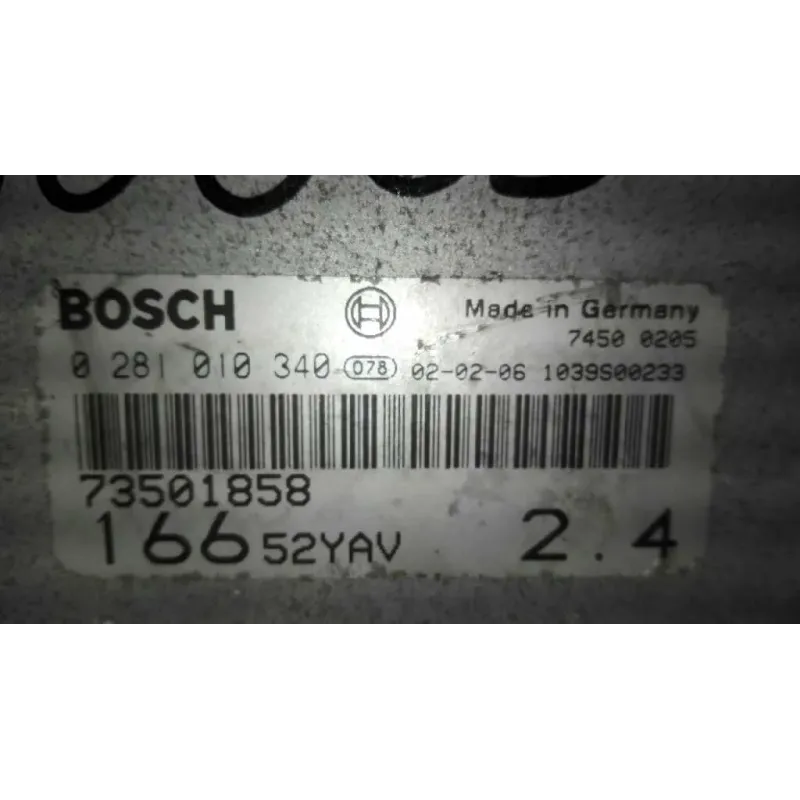 BOSCH Made in Germany
7450 0205
0 281 010 340 078 02-02-06 1039S00233
73501858
166 52YAV 2.4